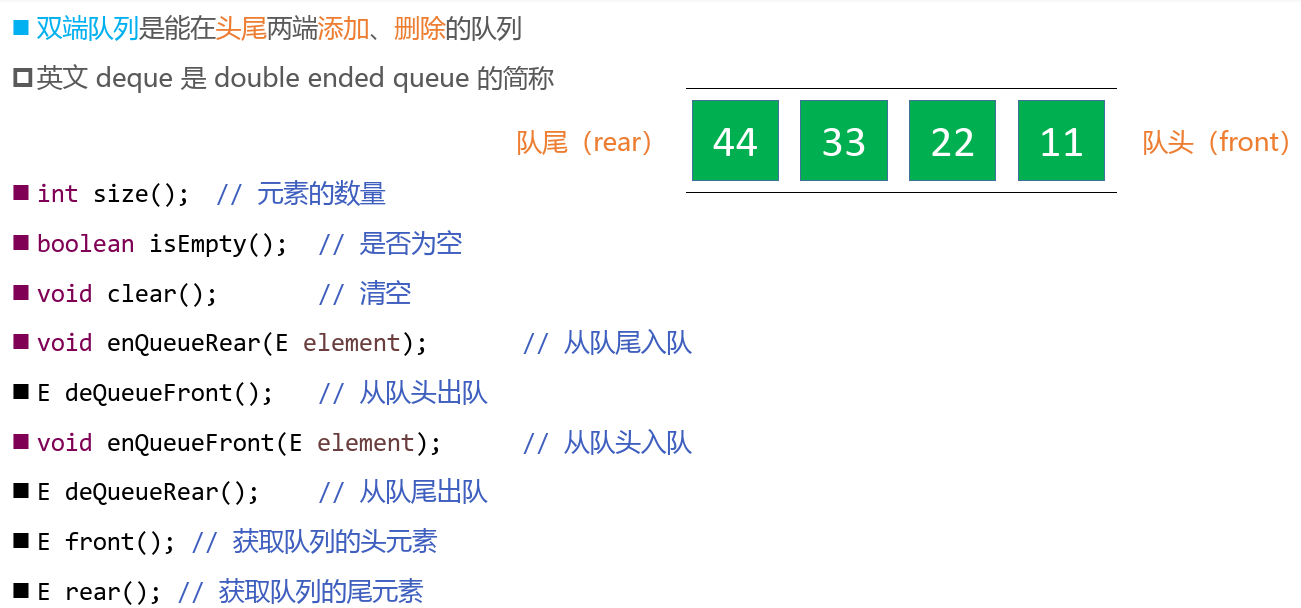 双端队列是能在头尾两端添加、删除的队列
英文 deque 是 double ended queue 的简称
队尾（rear） 44 33 22 11 队头（front）
int size(); // 元素的数量
boolean isEmpty(); // 是否为空
void clear(); // 清空
void enQueueRear(E element); // 从队尾入队
E deQueueFront(); // 从队头出队
void enQueueFront(E element); // 从队头入队
E deQueueRear(); // 从队尾出队
E front(); // 获取队列的头元素
E rear(); // 获取队列的尾元素